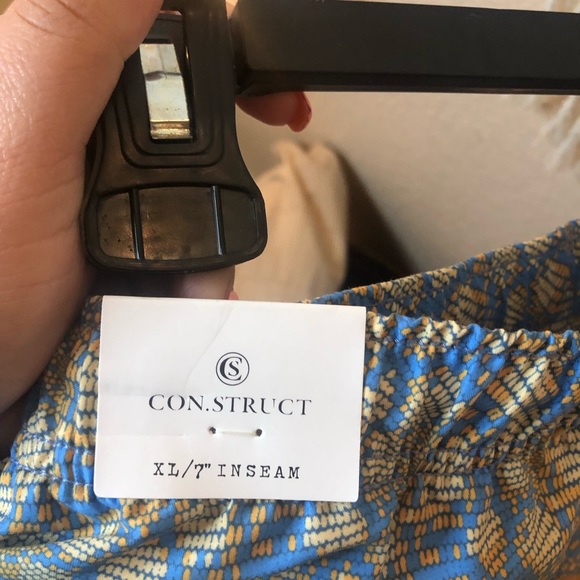 CS
CON.STRUCT
XL/7" INSEAM